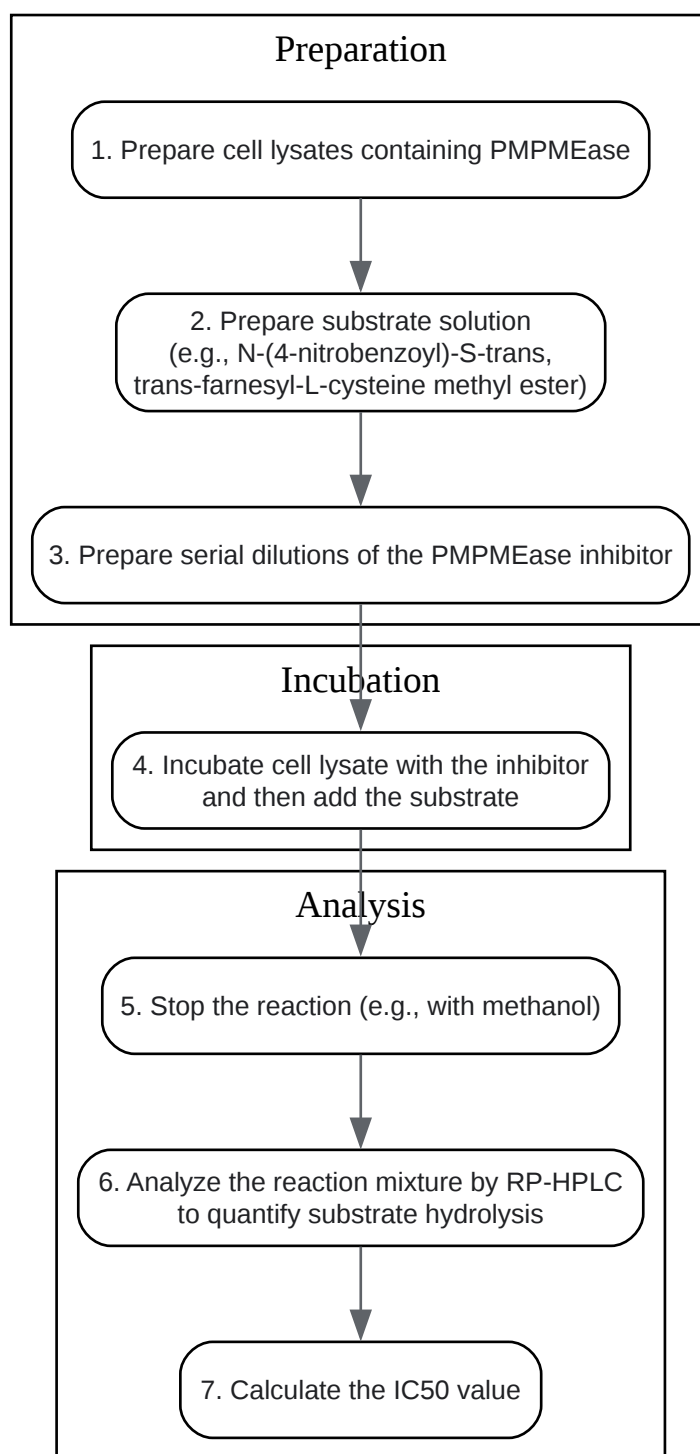 Preparation
1. Prepare cell lysates containing PMPMEase
2. Prepare substrate solution
(e.g., N-(4-nitrobenzoyl)-S-trans,
trans-farnesyl-L-cysteine methyl ester)
3. Prepare serial dilutions of the PMPMEase inhibitor
Incubation
4. Incubate cell lysate with the inhibitor
and then add the substrate
Analysis
5. Stop the reaction (e.g., with methanol)
6. Analyze the reaction mixture by RP-HPLC
to quantify substrate hydrolysis
7. Calculate the IC50 value